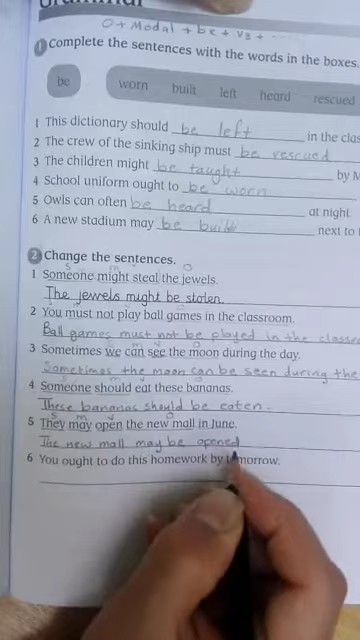 Grammar
O + Modal + be + V3 + ....
1 Complete the sentences with the words in the boxes.
be worn built left heard rescued
1 This dictionary should be left in the clas
2 The crew of the sinking ship must be rescued
3 The children might be taught by M
4 School uniform ought to be worn
5 Owls can often be heard at night.
6 A new stadium may be built next to
2 Change the sentences.
1 Someone might steal the jewels.
The jewels might be stolen.
2 You must not play ball games in the classroom.
Ball games must not be played in the classro
3 Sometimes we can see the moon during the day.
Sometimes the moon can be seen during the
4 Someone should eat these bananas.
These bananas should be eaten.
5 They may open the new mall in June.
The new mall may be opened
6 You ought to do this homework by tomorrow.